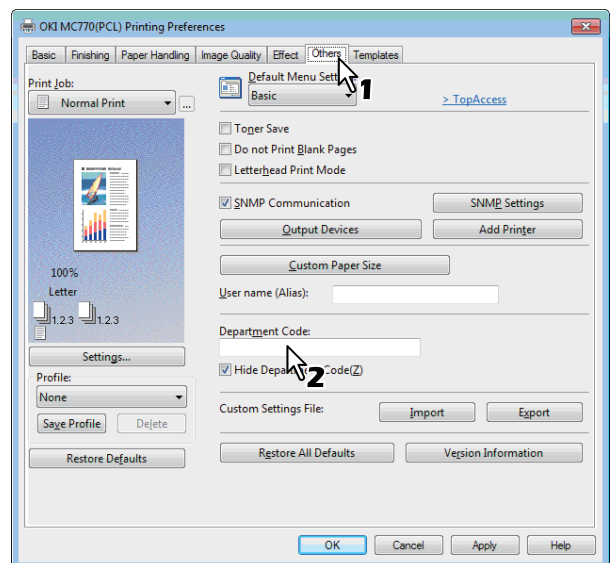 OKI MC770(PCL) Printing Preferences
Basic Finishing Paper Handling Image Quality Effect Others Templates
Print Job:
Normal Print ...
100%
Letter
1.2.3 1.2.3
Settings...
Profile:
None
Save Profile Delete
Restore Defaults
Default Menu Sett
1
Basic
> TopAccess
Toner Save
Do not Print Blank Pages
Letterhead Print Mode
SNMP Communication SNMP Settings
Output Devices Add Printer
Custom Paper Size
User name (Alias):
Department Code:
Hide Depa Code(Z)
2
Custom Settings File: Import Export
Restore All Defaults Version Information
OK Cancel Apply Help